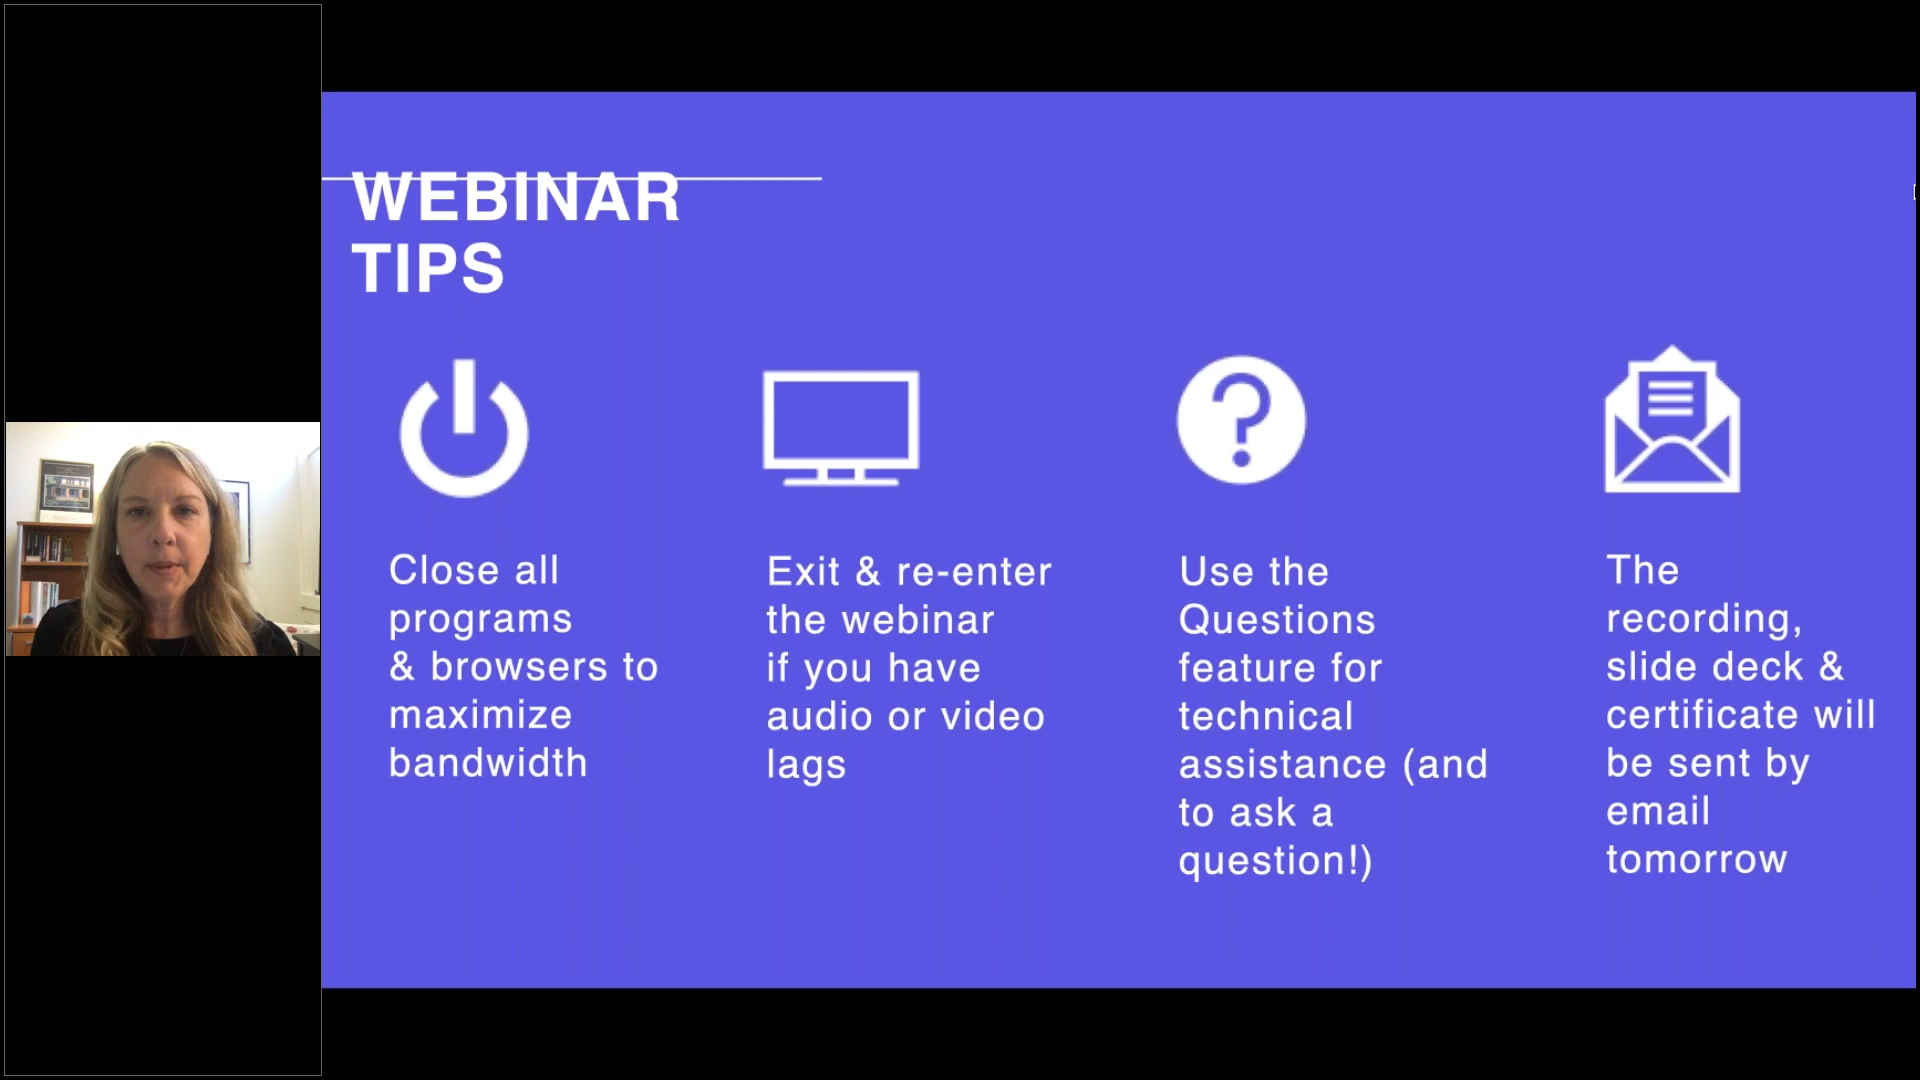 WEBINAR
TIPS
Close all
programs
& browsers to
maximize
bandwidth
Exit & re-enter
the webinar
if you have
audio or video
lags
Use the
Questions
feature for
technical
assistance (and
to ask a
question!)
The
recording,
slide deck &
certificate will
be sent by
email
tomorrow